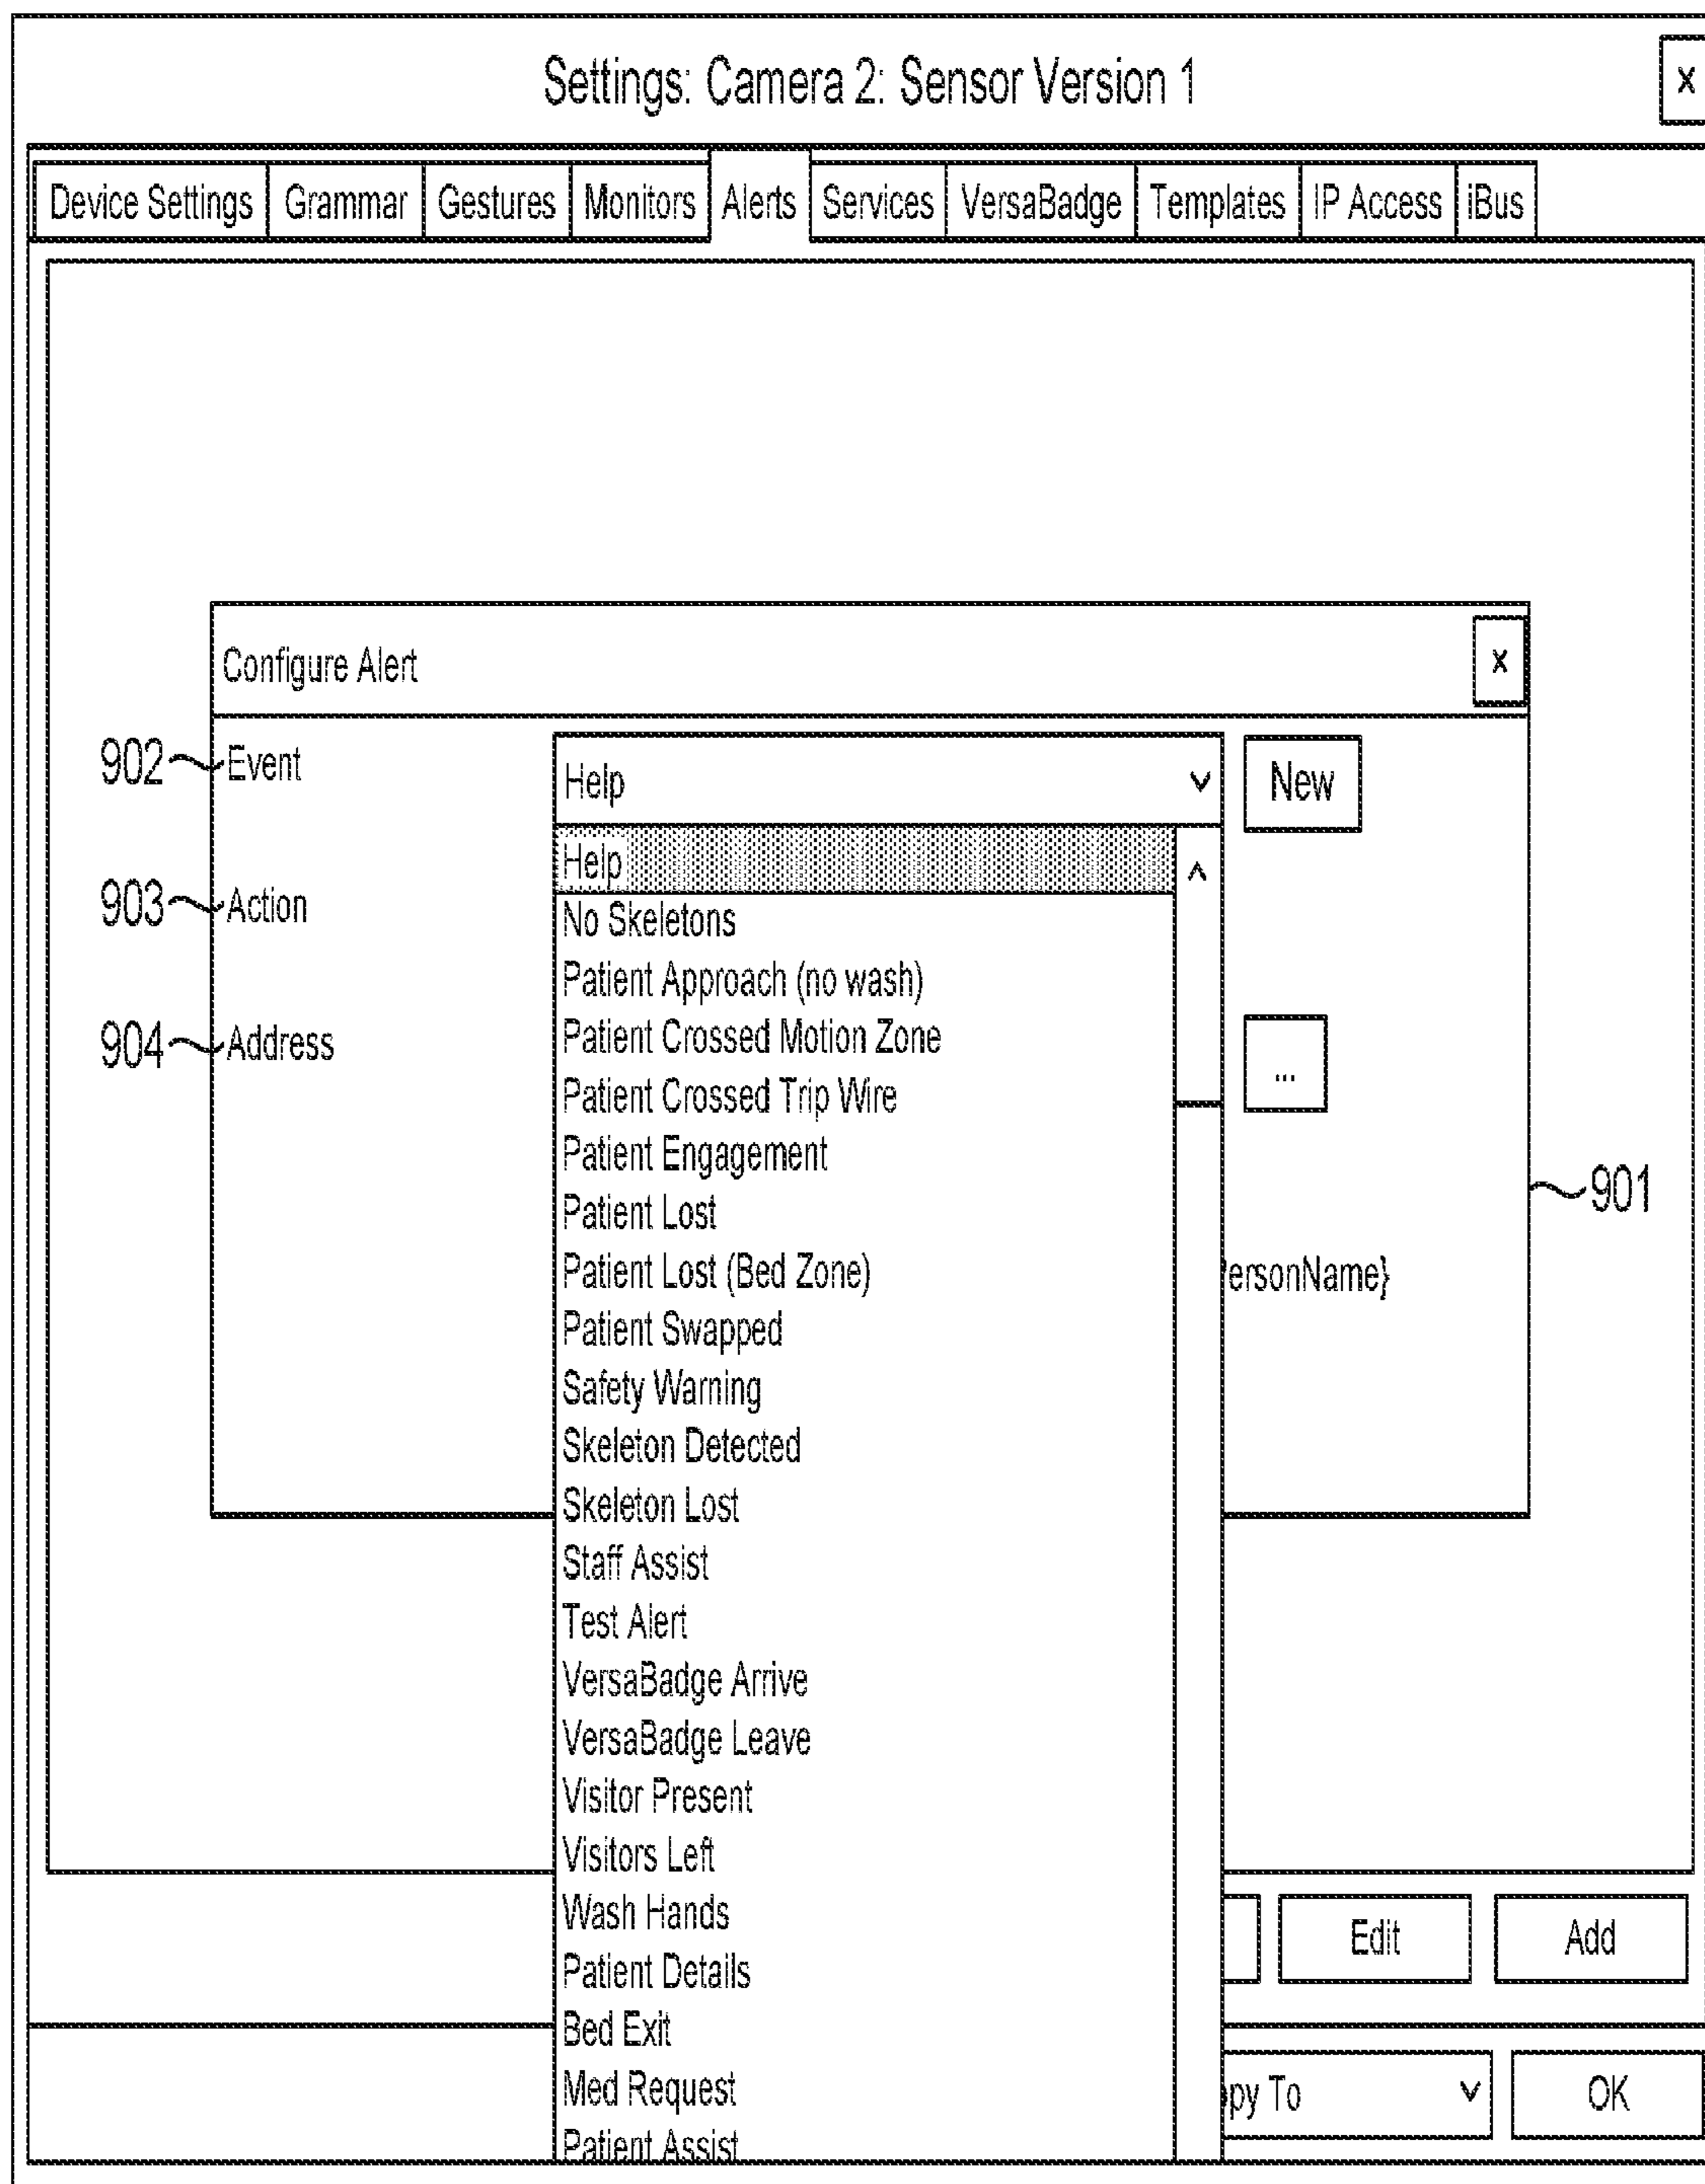 Settings: Camera 2: Sensor Version 1 x
Device Settings Grammar Gestures Monitors Alerts Services VersaBadge Templates IP Access iBus
Configure Alert x
902 Event Help v New
Help ^
903 Action
No Skeletons
Patient Approach (no wash)
904 Address
Patient Crossed Motion Zone
...
Patient Crossed Trip Wire
Patient Engagement
901
Patient Lost
Patient Lost (Bed Zone) ersonName}
Patient Swapped
Safety Warning
Skeleton Detected
Skeleton Lost
Staff Assist
Test Alert
VersaBadge Arrive
VersaBadge Leave
Visitor Present
Visitors Left
Wash Hands Edit Add
Patient Details
Bed Exit
Med Request opy To v OK
Patient Assist